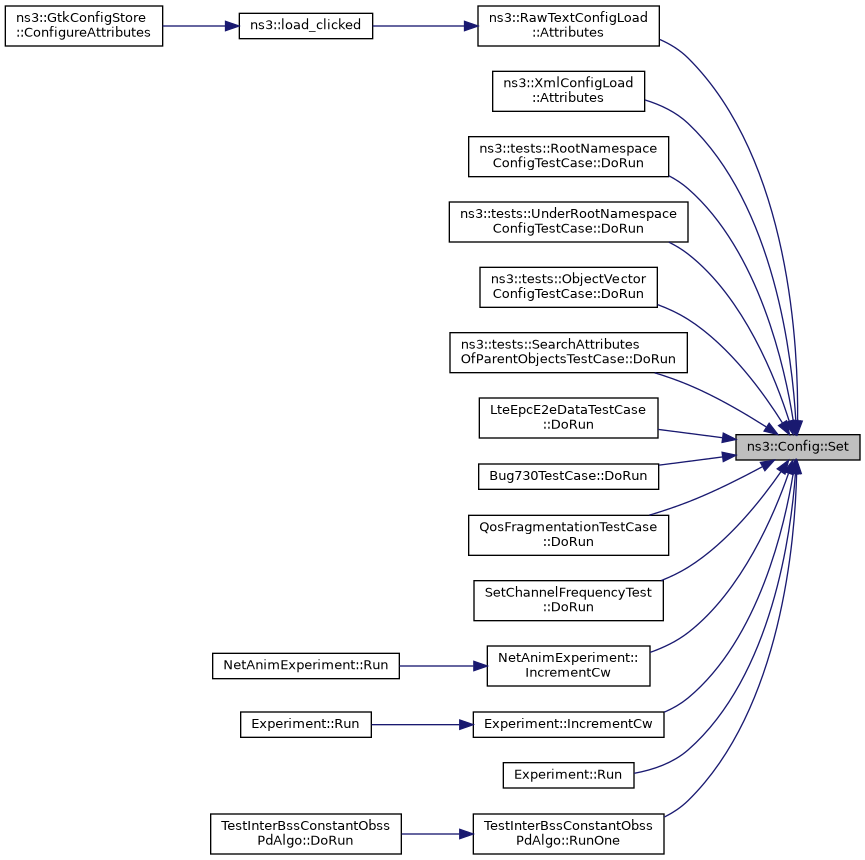 ns3::GtkConfigStore
::ConfigureAttributes
ns3::load_clicked
ns3::RawTextConfigLoad
::Attributes
ns3::XmlConfigLoad
::Attributes
ns3::tests::RootNamespace
ConfigTestCase::DoRun
ns3::tests::UnderRootNamespace
ConfigTestCase::DoRun
ns3::tests::ObjectVector
ConfigTestCase::DoRun
ns3::tests::SearchAttributes
OfParentObjectsTestCase::DoRun
LteEpcE2eDataTestCase
::DoRun
ns3::Config::Set
Bug730TestCase::DoRun
QosFragmentationTestCase
::DoRun
SetChannelFrequencyTest
::DoRun
NetAnimExperiment::Run
NetAnimExperiment::
IncrementCw
Experiment::Run
Experiment::IncrementCw
Experiment::Run
TestInterBssConstantObss
PdAlgo::DoRun
TestInterBssConstantObss
PdAlgo::RunOne